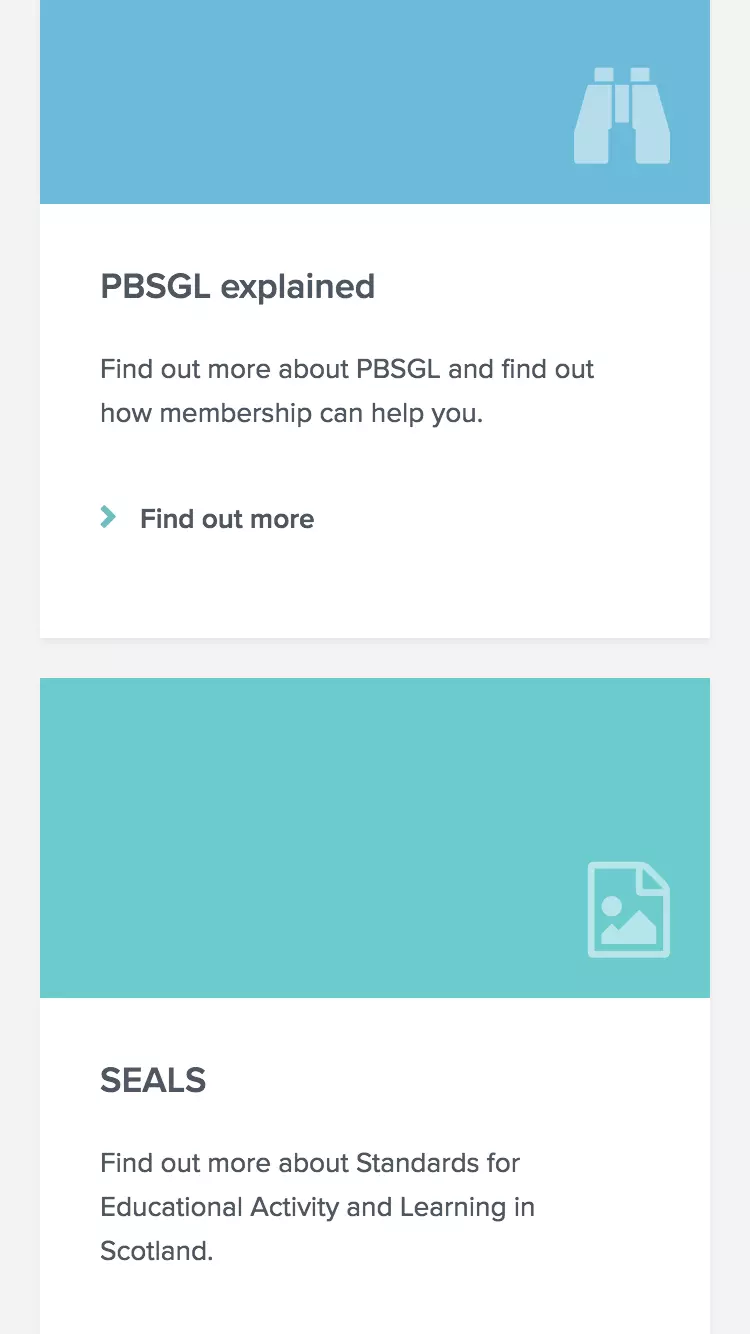 PBSGL explained
Find out more about PBSGL and find out
how membership can help you.
Find out more
SEALS
Find out more about Standards for
Educational Activity and Learning in
Scotland.